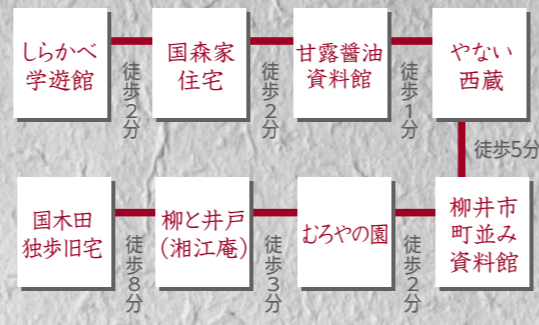 しらかべ
学遊館
徒歩2分
国森家
住宅
徒歩2分
甘露醤油
資料館
徒歩1分
やない
西蔵
徒歩5分
柳井市
町並み
資料館
徒歩2分
むろやの園
徒歩3分
柳と井戸
(湘江庵)
徒歩8分
国木田
独歩旧宅